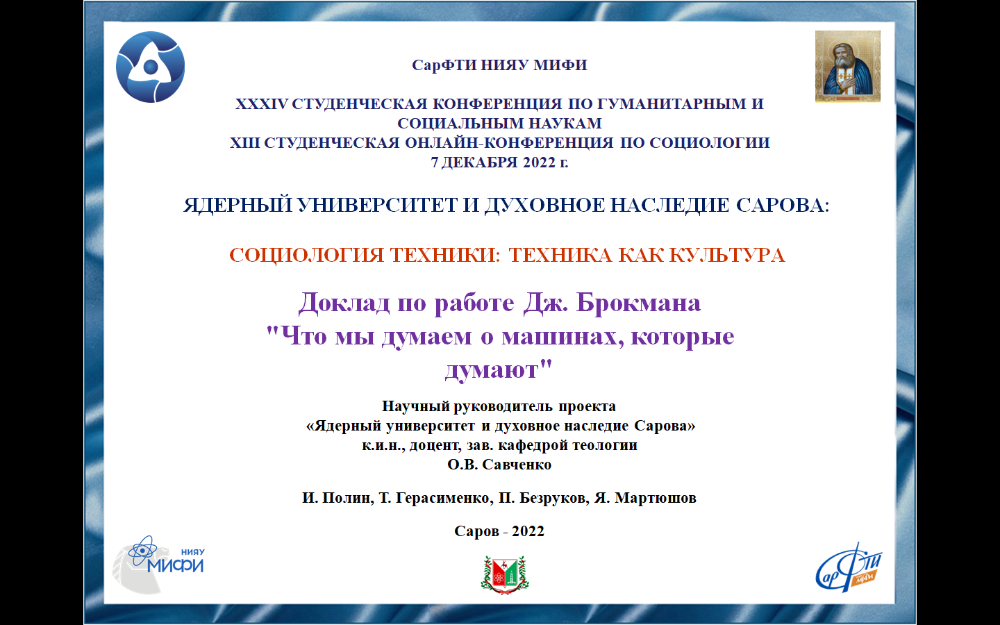 СарФТИ НИЯУ МИФИ
XXXIV СТУДЕНЧЕСКАЯ КОНФЕРЕНЦИЯ ПО ГУМАНИТАРНЫМ И
СОЦИАЛЬНЫМ НАУКАМ
XIII СТУДЕНЧЕСКАЯ ОНЛАЙН-КОНФЕРЕНЦИЯ ПО СОЦИОЛОГИИ
7 ДЕКАБРЯ 2022 г.
ЯДЕРНЫЙ УНИВЕРСИТЕТ И ДУХОВНОЕ НАСЛЕДИЕ САРОВА:
СОЦИОЛОГИЯ ТЕХНИКИ: ТЕХНИКА КАК КУЛЬТУРА
Доклад по работе Дж. Брокмана
"Что мы думаем о машинах, которые
думают"
Научный руководитель проекта
«Ядерный университет и духовное наследие Сарова»
к.и.н., доцент, зав. кафедрой теологии
О.В. Савченко
И. Полин, Т. Герасименко, П. Безруков, Я. Мартюшов
Саров - 2022
НИЯУ
МИФИ
СарФТИ